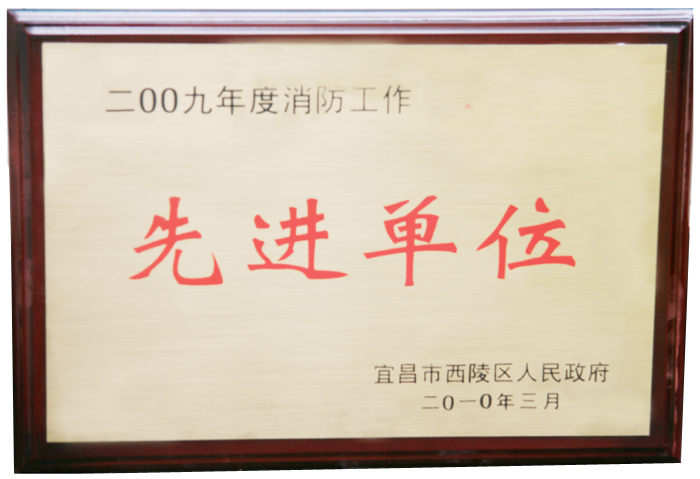 二00九年度消防工作
先进单位
宜昌市西陵区人民政府
二0一0年三月